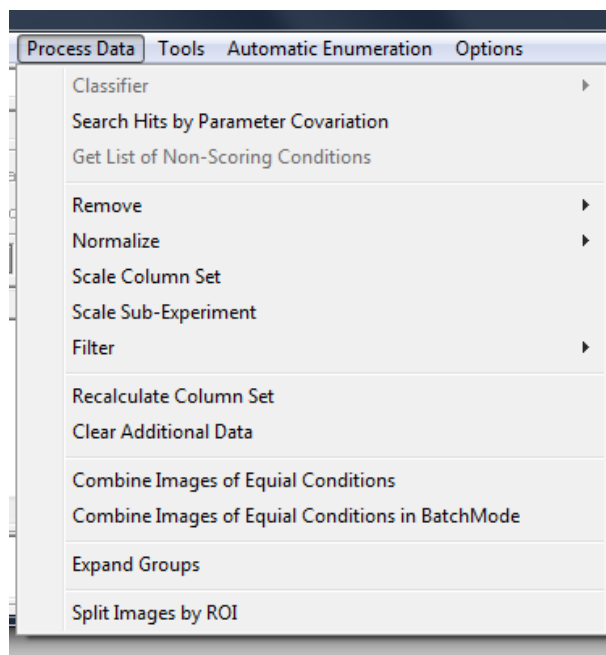 Process Data Tools Automatic Enumeration Options
Classifier
Search Hits by Parameter Covariation
Get List of Non-Scoring Conditions
Remove
Normalize
Scale Column Set
Scale Sub-Experiment
Filter
Recalculate Column Set
Clear Additional Data
Combine Images of Equial Conditions
Combine Images of Equial Conditions in BatchMode
Expand Groups
Split Images by ROI